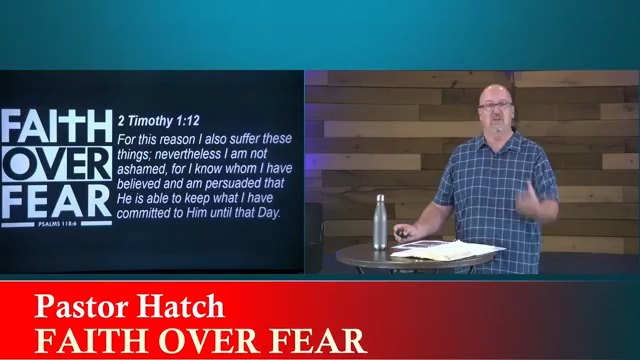 FAITH
OVER
FEAR
PSALMS 118:6
2 Timothy 1:12
For this reason I also suffer these
things; nevertheless I am not
ashamed, for I know whom I have
believed and am persuaded that
He is able to keep what I have
committed to Him until that Day.
Pastor Hatch
FAITH OVER FEAR